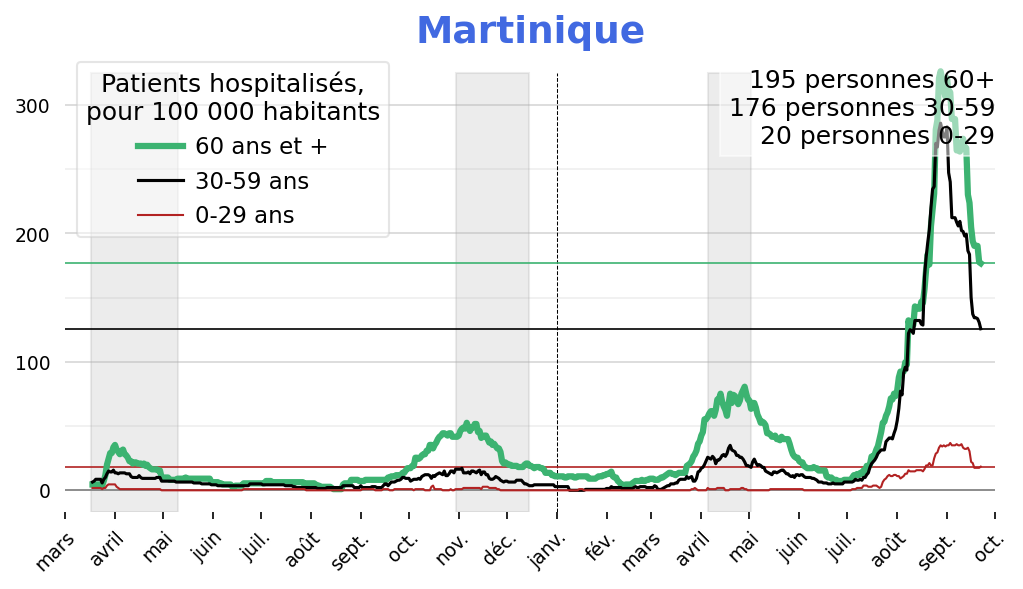 Martinique
Patients hospitalisés,
pour 100 000 habitants
60 ans et +
30-59 ans
0-29 ans
195 personnes 60+
176 personnes 30-59
20 personnes 0-29
300
200
100
0
mars avril mai juin juil. août sept. oct. nov. déc. janv. fév. mars avril mai juin juil. août sept. oct.